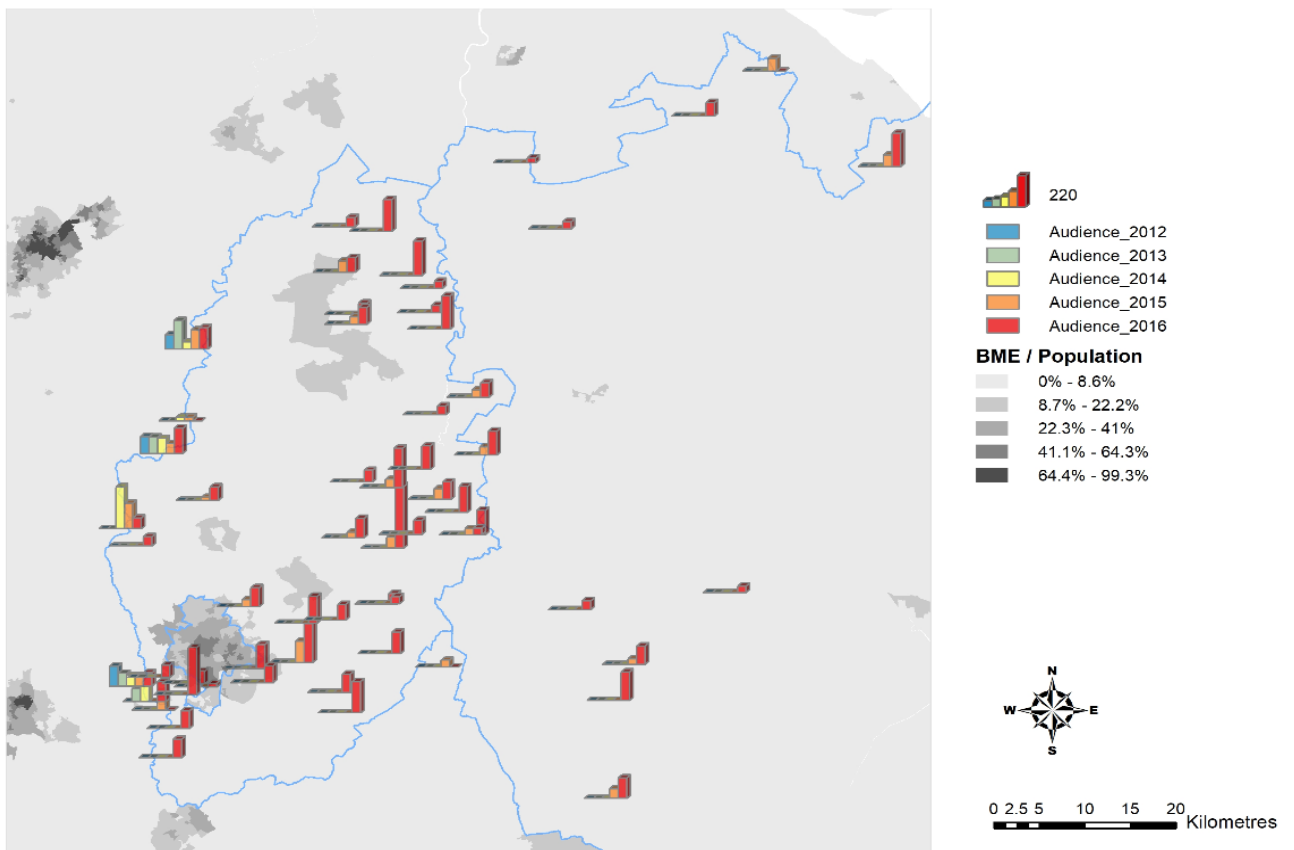 220
Audience_2012
Audience_2013
Audience_2014
Audience_2015
Audience_2016
BME / Population
0% - 8.6%
8.7% - 22.2%
22.3% - 41%
41.1% - 64.3%
64.4% - 99.3%
N
W E
S
0 2.5 5 10 15 20
Kilometres